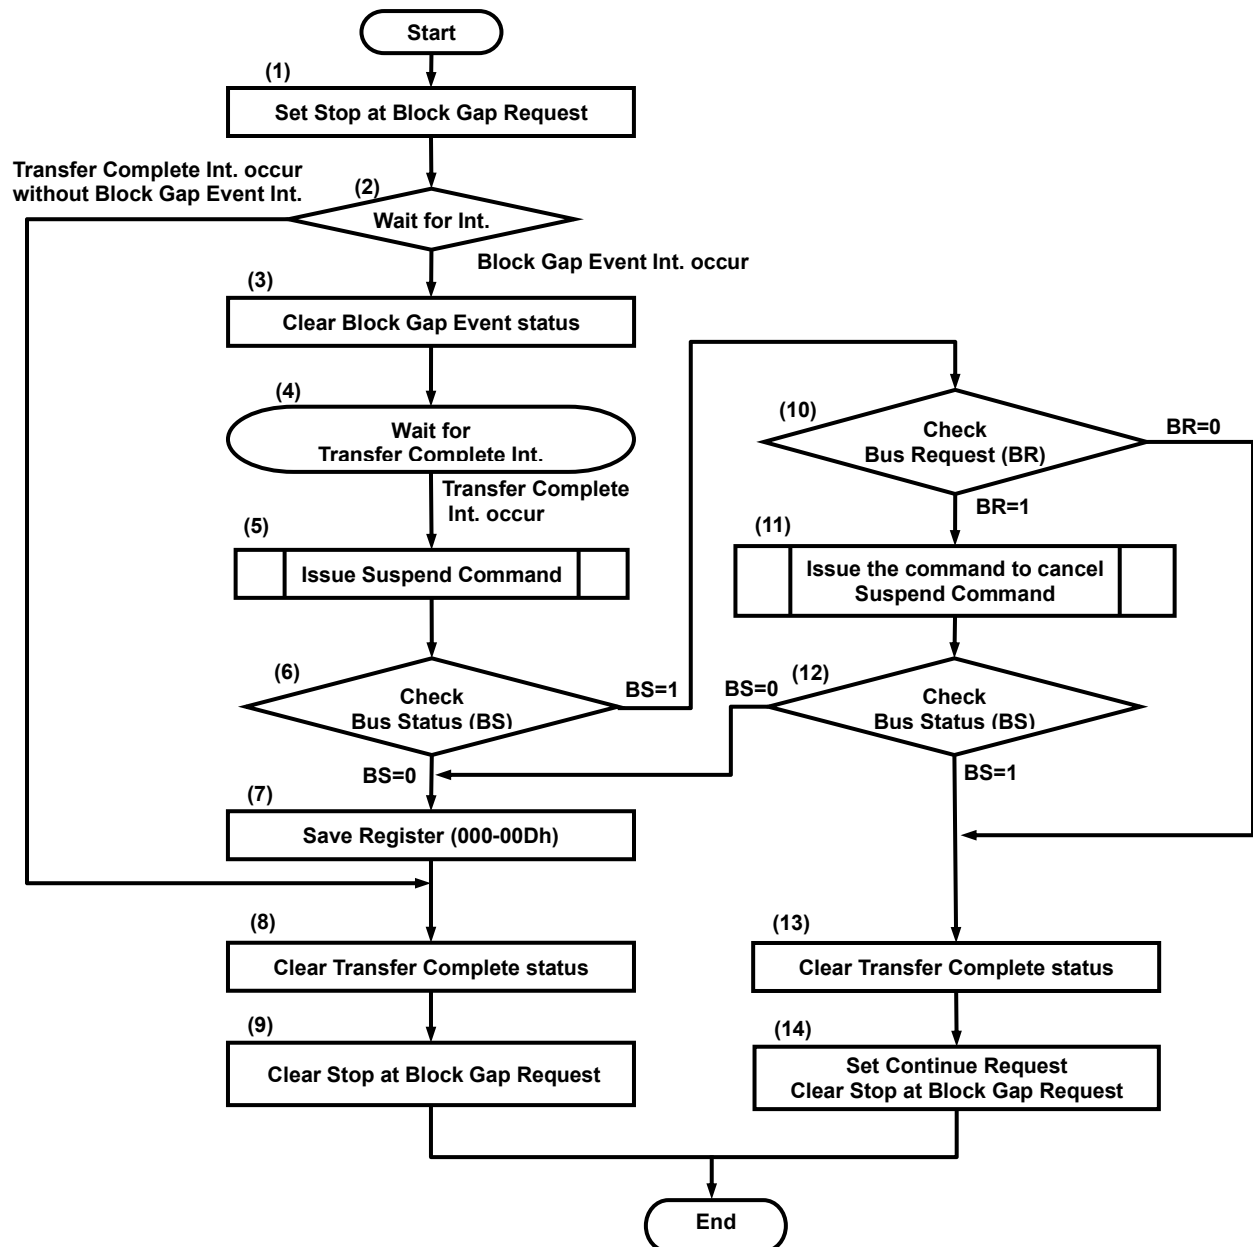 Start
(1)
Set Stop at Block Gap Request
Transfer Complete Int. occur
without Block Gap Event Int.
(2)
Wait for Int.
Block Gap Event Int. occur
(3)
Clear Block Gap Event status
(4)
Wait for
Transfer Complete Int.
Transfer Complete
Int. occur
(5)
Issue Suspend Command
(6)
Check
Bus Status (BS)
BS=1
BS=0
(7)
Save Register (000-00Dh)
(8)
Clear Transfer Complete status
(9)
Clear Stop at Block Gap Request
(10)
Check
Bus Request (BR)
BR=0
BR=1
(11)
Issue the command to cancel
Suspend Command
(12)
Check
Bus Status (BS)
BS=0
BS=1
(13)
Clear Transfer Complete status
(14)
Set Continue Request
Clear Stop at Block Gap Request
End